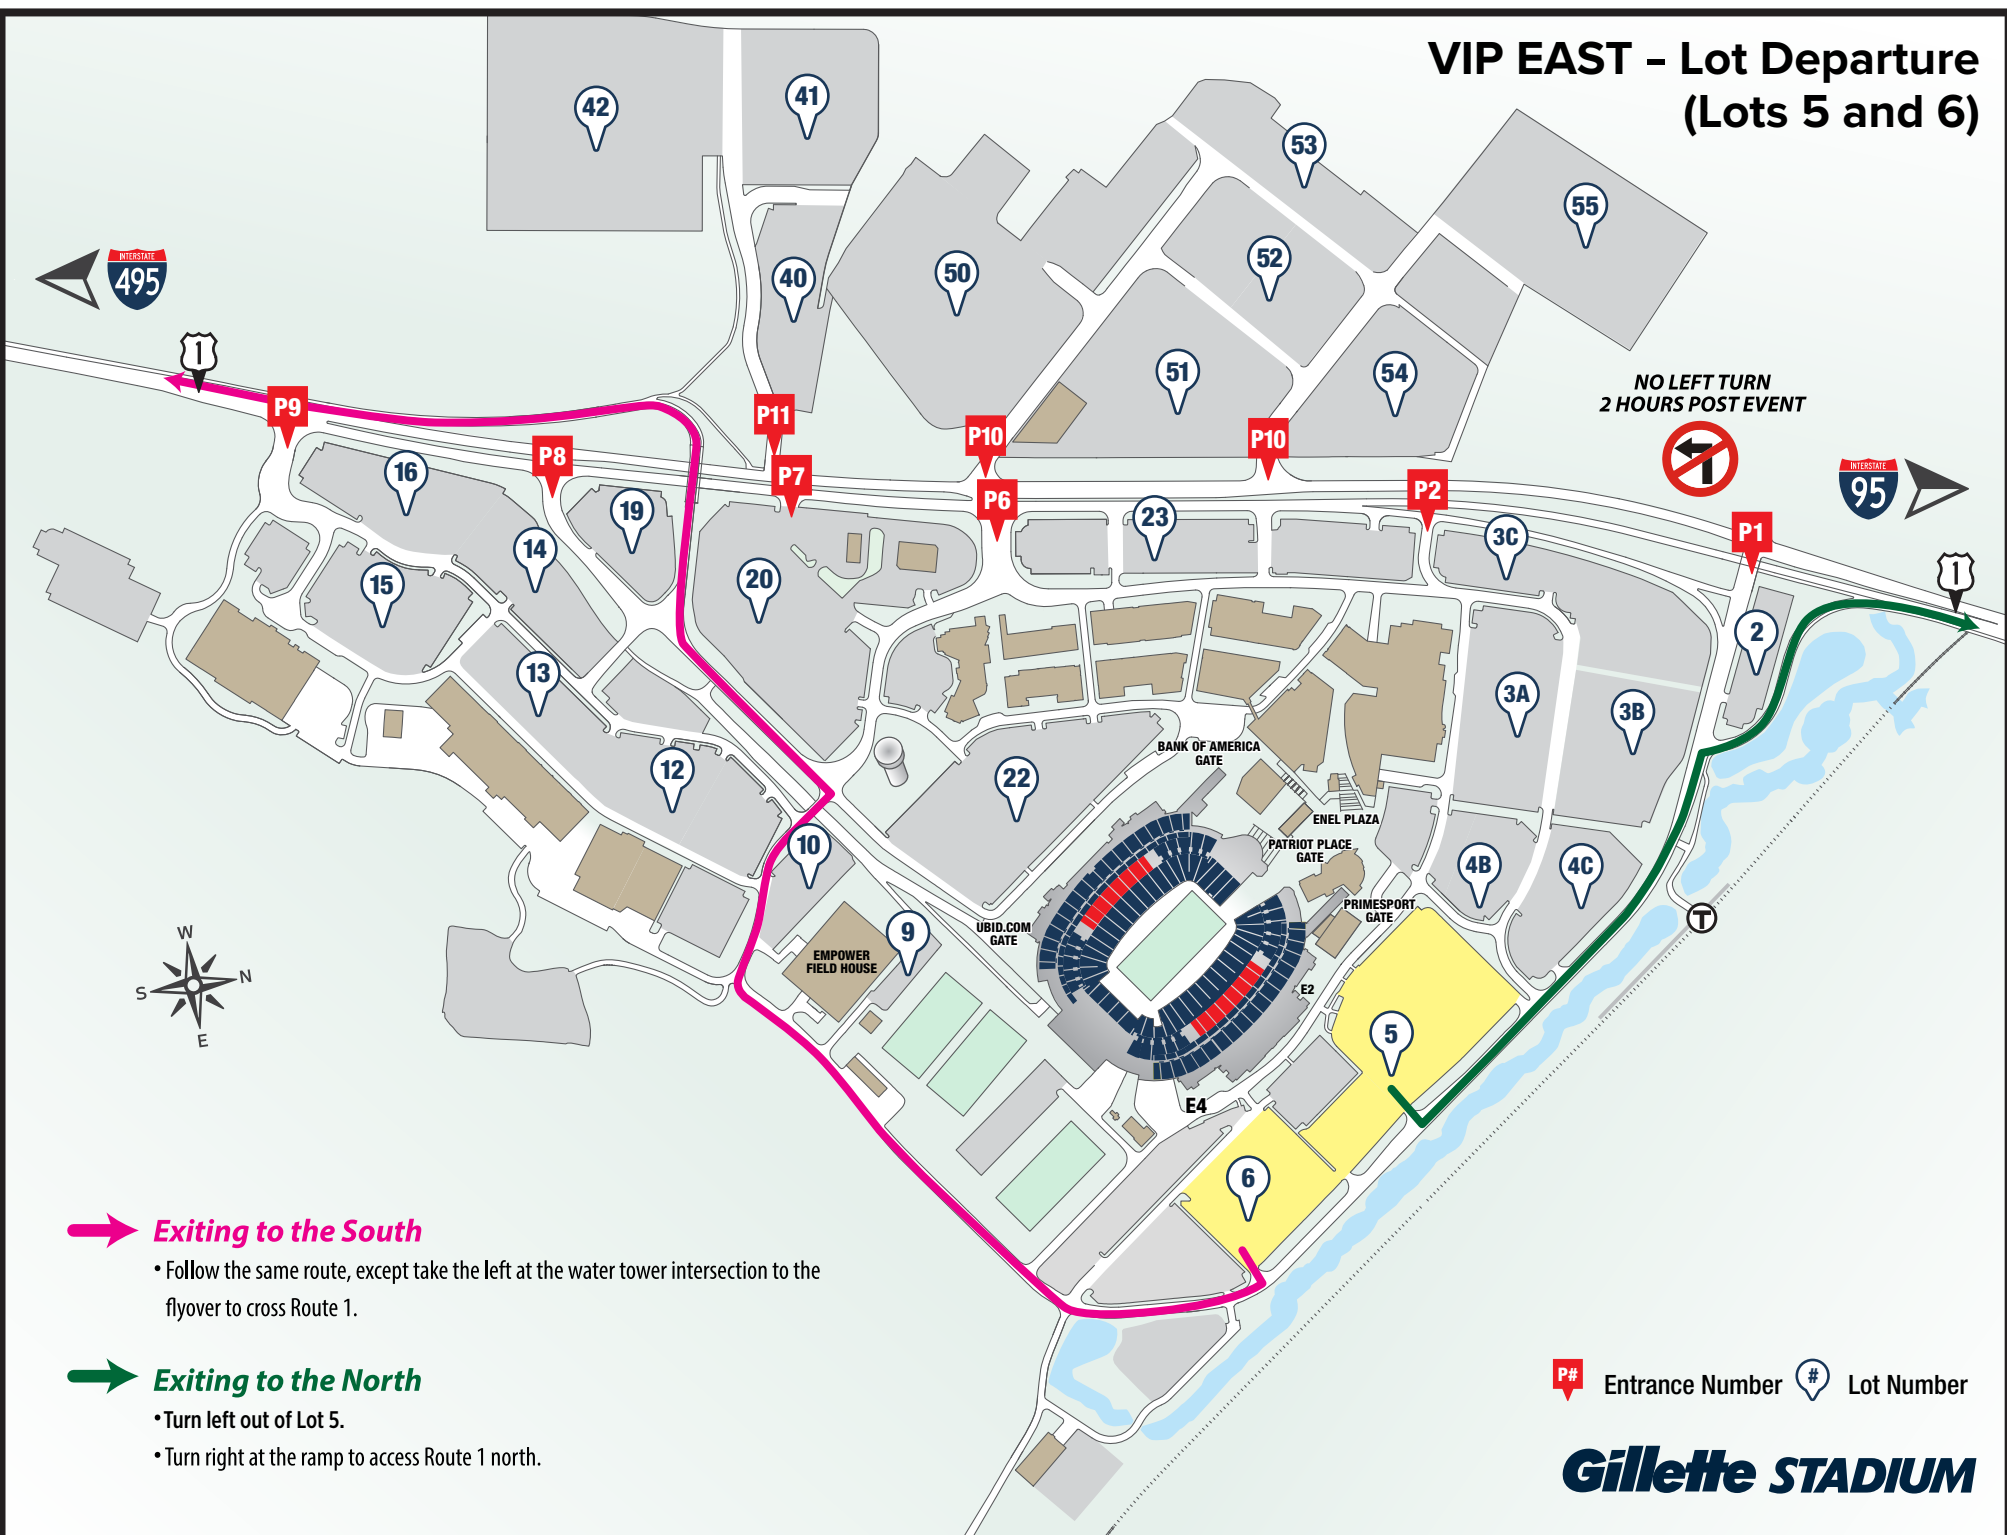 VIP EAST – Lot Departure
(Lots 5 and 6)
42
41
53
55
52
50
40
INTERSTATE
495
1
51
54
NO LEFT TURN
2 HOURS POST EVENT
INTERSTATE
95
P9
P11
P10
P10
P8
P7
P6
P2
P1
16
19
23
3C
14
15
20
1
2
13
3A
3B
12
22
BANK OF AMERICA
GATE
ENEL PLAZA
PATRIOT PLACE
GATE
10
4B
4C
PRIMESPORT
GATE
UBID.COM
GATE
9
T
EMPOWER
FIELD HOUSE
W
N
S
E
E2
5
E4
6
Exiting to the South
• Follow the same route, except take the left at the water tower intersection to the
flyover to cross Route 1.
Exiting to the North
• Turn left out of Lot 5.
• Turn right at the ramp to access Route 1 north.
P# Entrance Number # Lot Number
Gillette STADIUM